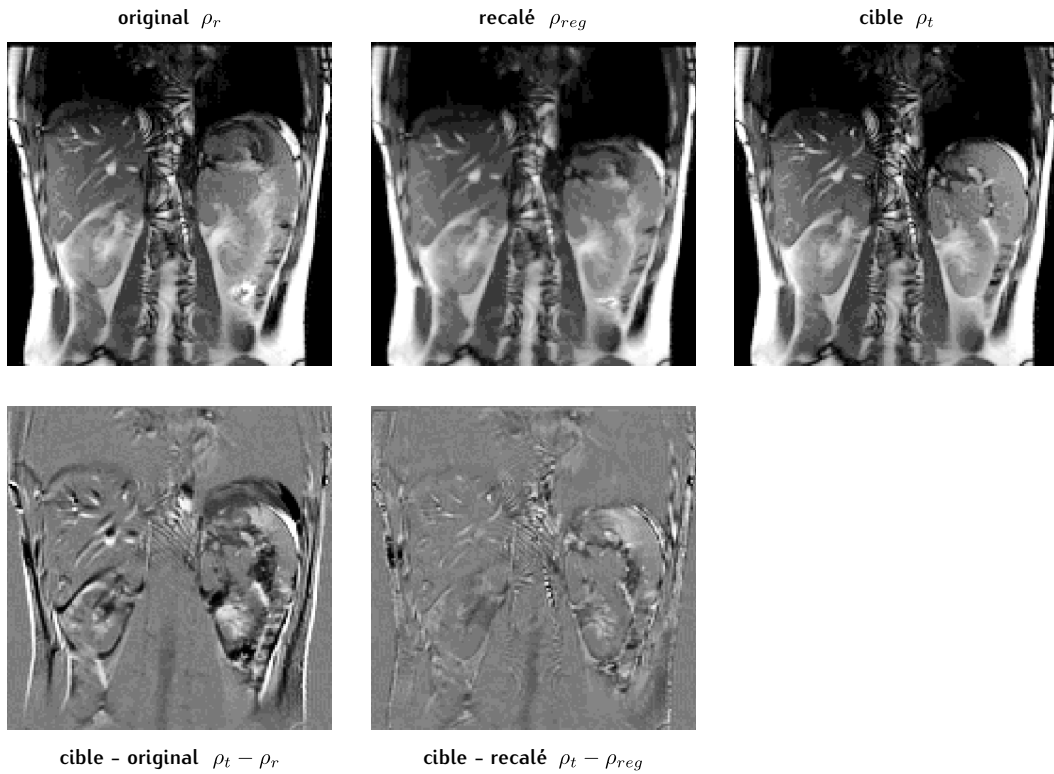 original ρ_r
recalé ρ_reg
cible ρ_t
cible - original ρ_t − ρ_r
cible - recalé ρ_t − ρ_reg